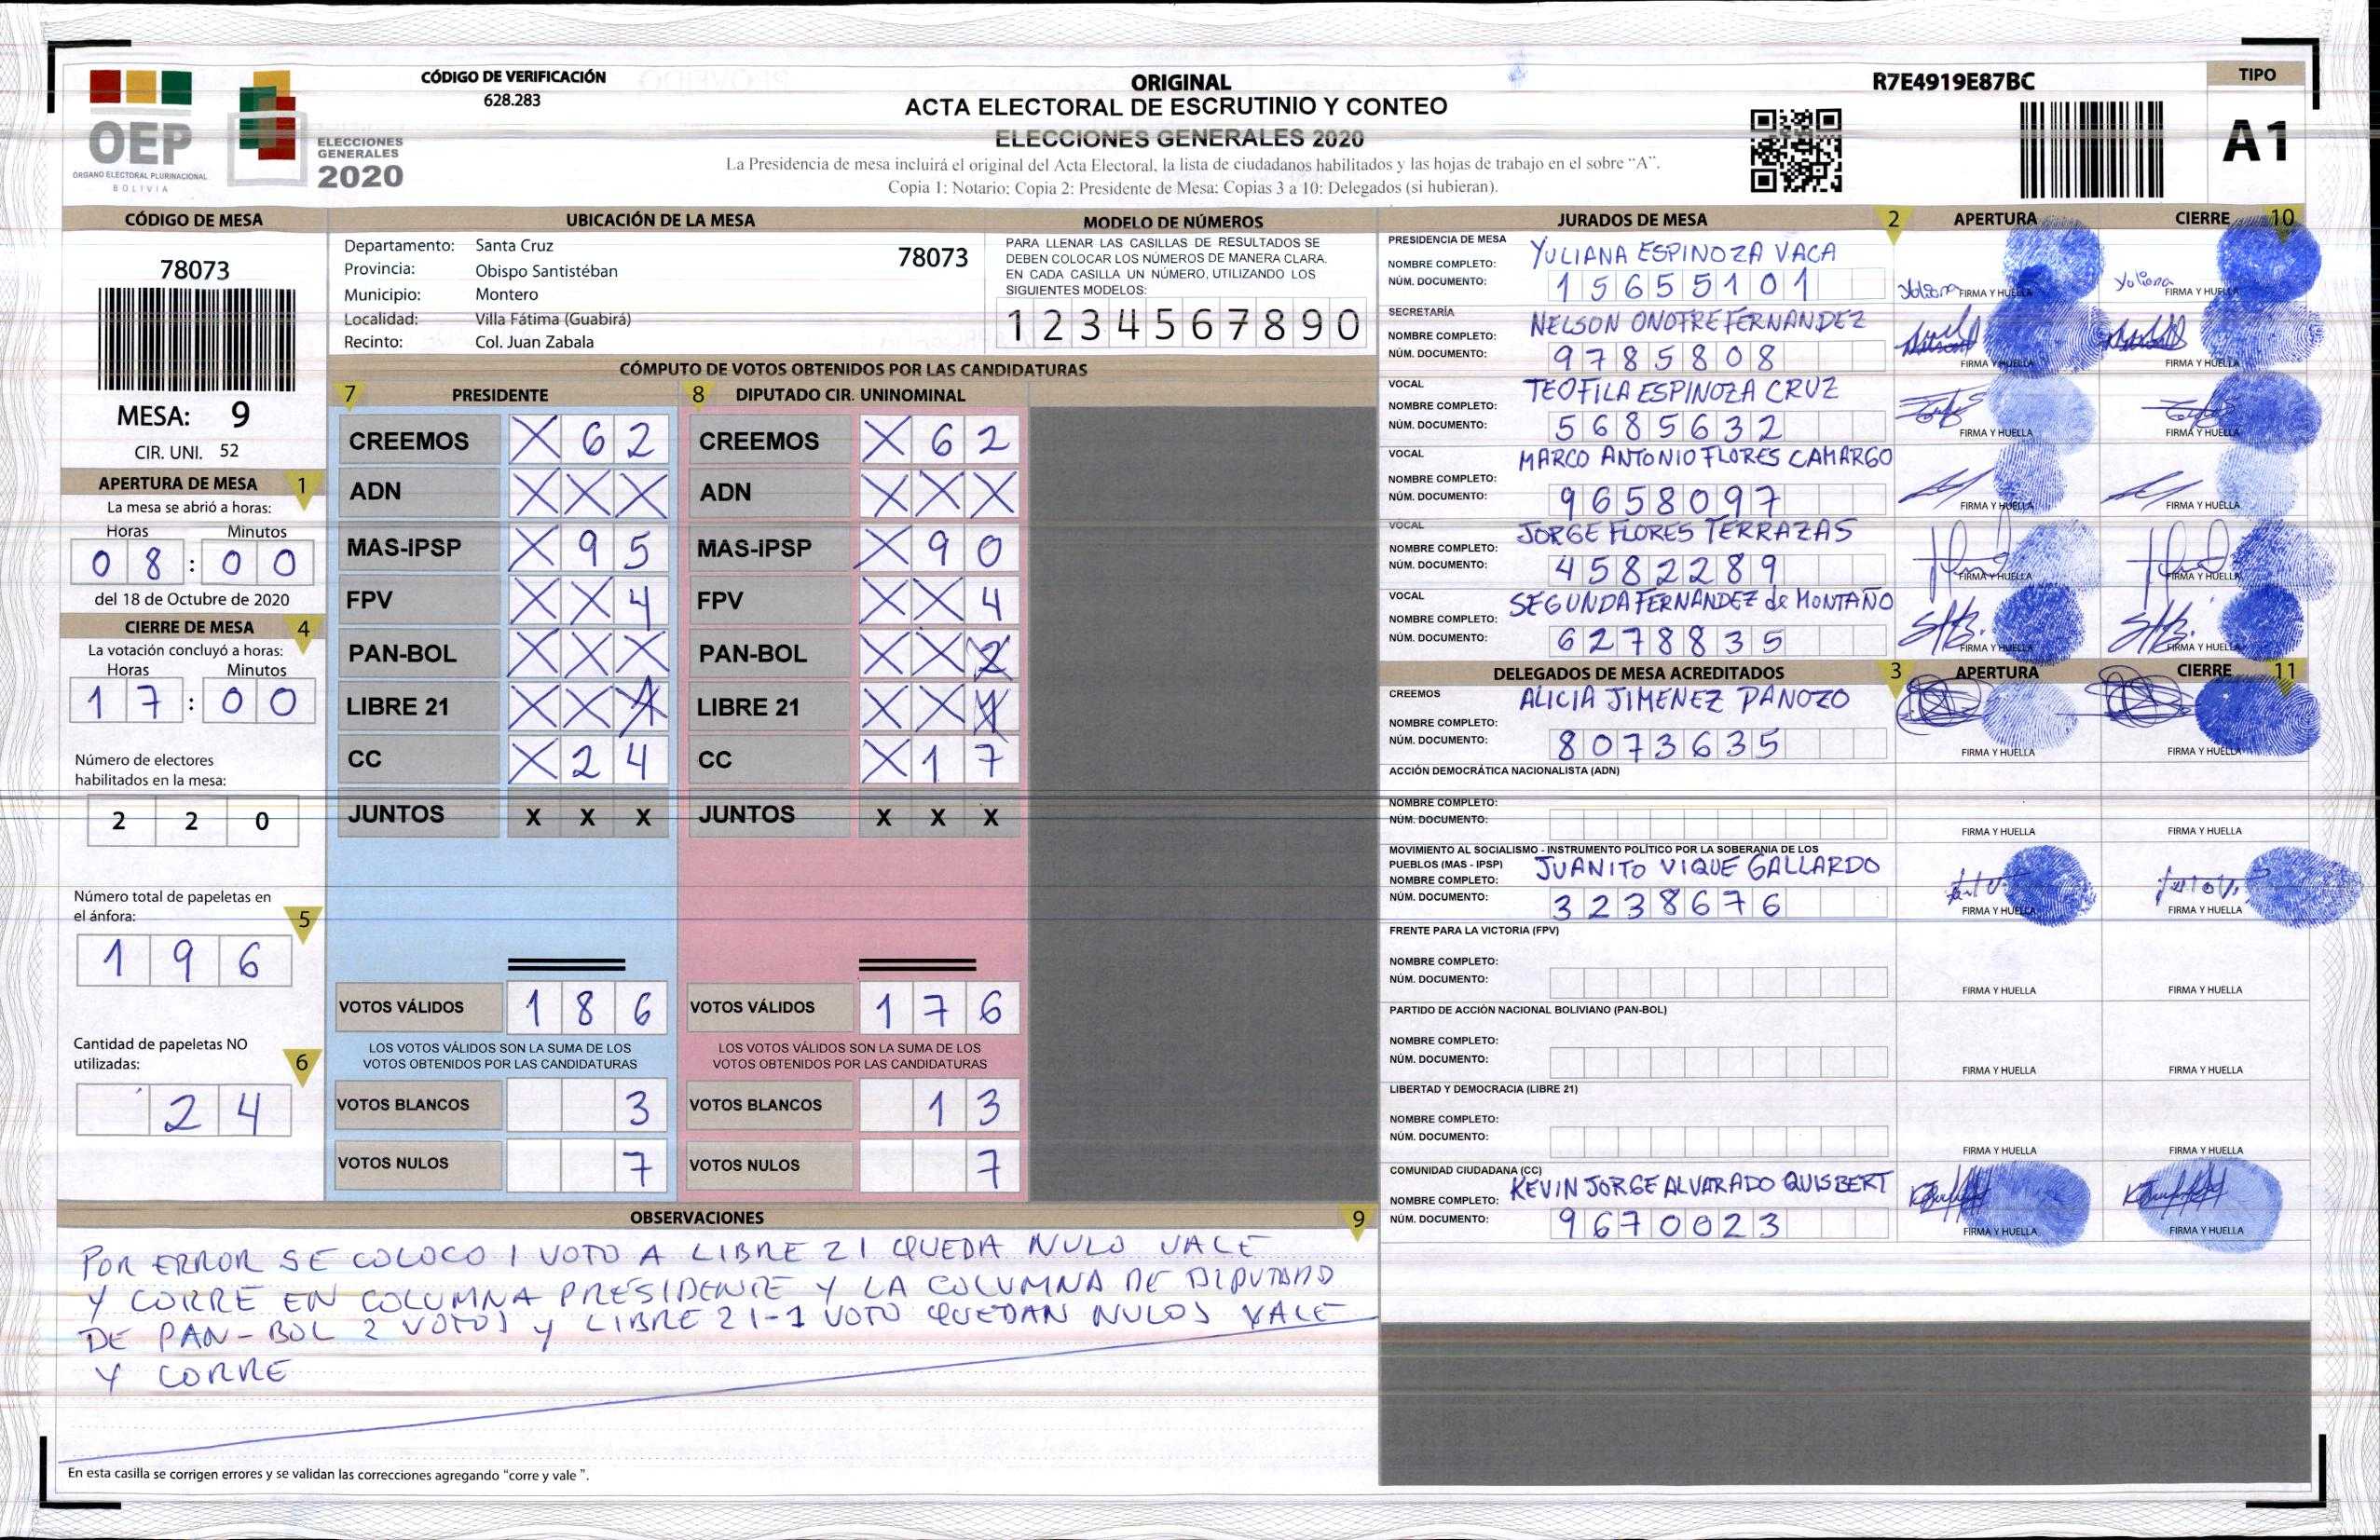 CÓDIGO DE VERIFICACIÓN
628.283
ORIGINAL
ACTA ELECTORAL DE ESCRUTINIO Y CONTEO
ELECCIONES GENERALES 2020
La Presidencia de mesa incluirá el original del Acta Electoral, la lista de ciudadanos habilitados y las hojas de trabajo en el sobre "A".
Copia 1: Notario; Copia 2: Presidente de Mesa; Copias 3 a 10: Delegados (si hubieran).
R7E4919E87BC
TIPO
A1
OEP
ÓRGANO ELECTORAL PLURINACIONAL
BOLIVIA
ELECCIONES
GENERALES
2020
CÓDIGO DE MESA
78073
MESA: 9
CIR. UNI. 52
APERTURA DE MESA 1
La mesa se abrió a horas:
Horas Minutos
08:00
del 18 de Octubre de 2020
CIERRE DE MESA 4
La votación concluyó a horas:
Horas Minutos
17:00
Número de electores
habilitados en la mesa:
2 2 0
Número total de papeletas en
el ánfora: 5
1 9 6
Cantidad de papeletas NO
utilizadas: 6
2 4
UBICACIÓN DE LA MESA
Departamento: Santa Cruz 78073
Provincia: Obispo Santistéban
Municipio: Montero
Localidad: Villa Fátima (Guabirá)
Recinto: Col. Juan Zabala
MODELO DE NÚMEROS
PARA LLENAR LAS CASILLAS DE RESULTADOS SE
DEBEN COLOCAR LOS NÚMEROS DE MANERA CLARA.
EN CADA CASILLA UN NÚMERO, UTILIZANDO LOS
SIGUIENTES MODELOS:
1 2 3 4 5 6 7 8 9 0
CÓMPUTO DE VOTOS OBTENIDOS POR LAS CANDIDATURAS
7 PRESIDENTE 8 DIPUTADO CIR. UNINOMINAL
CREEMOS X 6 2 CREEMOS X 6 2
ADN X X X ADN X X X
MAS-IPSP X 9 5 MAS-IPSP X 9 0
FPV X X 4 FPV X X 4
PAN-BOL X X X PAN-BOL X X X
LIBRE 21 X X X LIBRE 21 X X X
CC X 2 4 CC X 1 7
JUNTOS X X X JUNTOS X X X
VOTOS VÁLIDOS 1 8 6 VOTOS VÁLIDOS 1 7 6
LOS VOTOS VÁLIDOS SON LA SUMA DE LOS LOS VOTOS VÁLIDOS SON LA SUMA DE LOS
VOTOS OBTENIDOS POR LAS CANDIDATURAS VOTOS OBTENIDOS POR LAS CANDIDATURAS
VOTOS BLANCOS 3 VOTOS BLANCOS 1 3
VOTOS NULOS 7 VOTOS NULOS 7
OBSERVACIONES 9
POR ERROR SE COLOCO 1 VOTO A LIBRE 21 QUEDA NULO VALE
Y CORRE EN COLUMNA PRESIDENTE Y LA COLUMNA DE DIPUTADO
DE PAN-BOL 2 VOTOS Y LIBRE 21-1 VOTO QUEDAN NULOS VALE
Y CORRE
En esta casilla se corrigen errores y se validan las correcciones agregando "corre y vale".
JURADOS DE MESA 2 APERTURA CIERRE 10
PRESIDENCIA DE MESA
NOMBRE COMPLETO: YULIANA ESPINOZA VACA
NÚM. DOCUMENTO: 15655101
Yuliana FIRMA Y HUELLA Yuliana FIRMA Y HUELLA
SECRETARÍA
NOMBRE COMPLETO: NELSON ONOFRE FERNANDEZ
NÚM. DOCUMENTO: 9785808
FIRMA Y HUELLA FIRMA Y HUELLA
VOCAL
NOMBRE COMPLETO: TEOFILA ESPINOZA CRUZ
NÚM. DOCUMENTO: 5685632
FIRMA Y HUELLA FIRMA Y HUELLA
VOCAL
NOMBRE COMPLETO: MARCO ANTONIO FLORES CAMARGO
NÚM. DOCUMENTO: 9658097
FIRMA Y HUELLA FIRMA Y HUELLA
VOCAL
NOMBRE COMPLETO: JORGE FLORES TERRAZAS
NÚM. DOCUMENTO: 4582289
FIRMA Y HUELLA FIRMA Y HUELLA
VOCAL
NOMBRE COMPLETO: SEGUNDA FERNANDEZ de MONTAÑO
NÚM. DOCUMENTO: 6278835
FIRMA Y HUELLA FIRMA Y HUELLA
DELEGADOS DE MESA ACREDITADOS 3 APERTURA CIERRE 11
CREEMOS
NOMBRE COMPLETO: ALICIA JIMENEZ PANOZO
NÚM. DOCUMENTO: 8073635
FIRMA Y HUELLA FIRMA Y HUELLA
ACCIÓN DEMOCRÁTICA NACIONALISTA (ADN)
NOMBRE COMPLETO:
NÚM. DOCUMENTO:
FIRMA Y HUELLA FIRMA Y HUELLA
MOVIMIENTO AL SOCIALISMO - INSTRUMENTO POLÍTICO POR LA SOBERANIA DE LOS
PUEBLOS (MAS - IPSP)
NOMBRE COMPLETO: JUANITO VIQUE GALLARDO
NÚM. DOCUMENTO: 3238676
FIRMA Y HUELLA FIRMA Y HUELLA
FRENTE PARA LA VICTORIA (FPV)
NOMBRE COMPLETO:
NÚM. DOCUMENTO:
FIRMA Y HUELLA FIRMA Y HUELLA
PARTIDO DE ACCIÓN NACIONAL BOLIVIANO (PAN-BOL)
NOMBRE COMPLETO:
NÚM. DOCUMENTO:
FIRMA Y HUELLA FIRMA Y HUELLA
LIBERTAD Y DEMOCRACIA (LIBRE 21)
NOMBRE COMPLETO:
NÚM. DOCUMENTO:
FIRMA Y HUELLA FIRMA Y HUELLA
COMUNIDAD CIUDADANA (CC)
NOMBRE COMPLETO: KEVIN JORGE ALVARADO QUISBERT
NÚM. DOCUMENTO: 9670023
FIRMA Y HUELLA FIRMA Y HUELLA